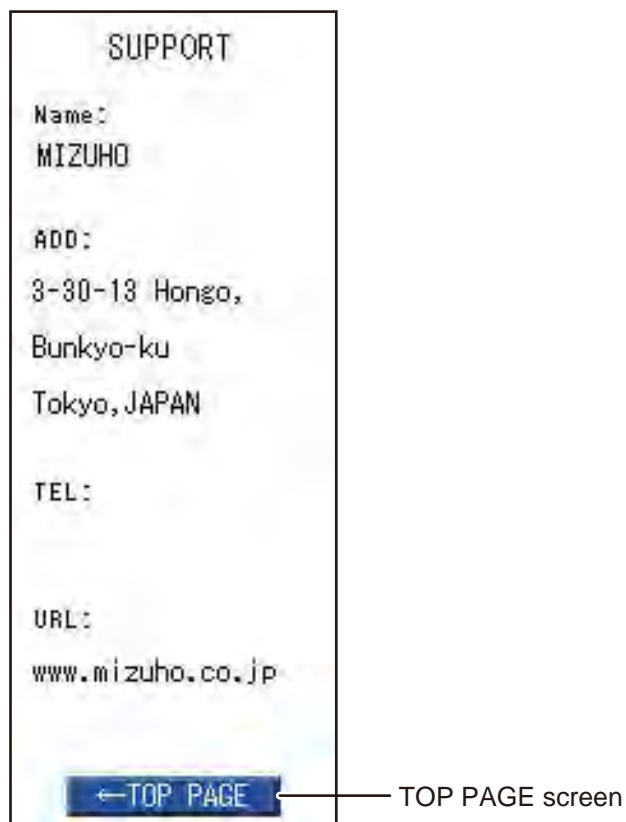 SUPPORT
Name:
MIZUHO
ADD:
3-30-13 Hongo,
Bunkyo-ku
Tokyo,JAPAN
TEL:
URL:
www.mizuho.co.jp
←TOP PAGE
TOP PAGE screen